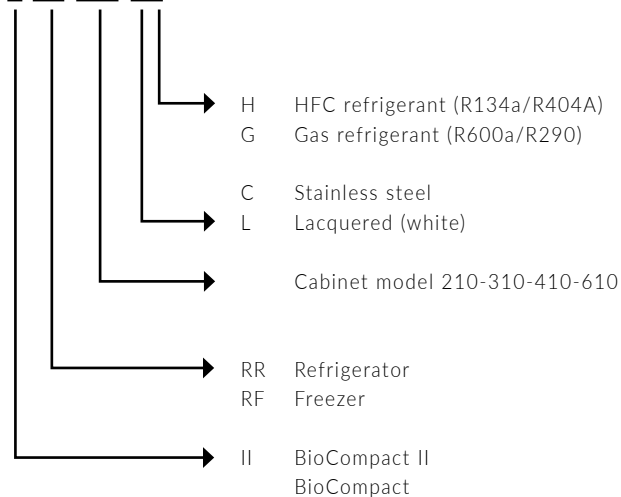 H HFC refrigerant (R134a/R404A)
G Gas refrigerant (R600a/R290)
C Stainless steel
L Lacquered (white)
Cabinet model 210-310-410-610
RR Refrigerator
RF Freezer
II BioCompact II
BioCompact